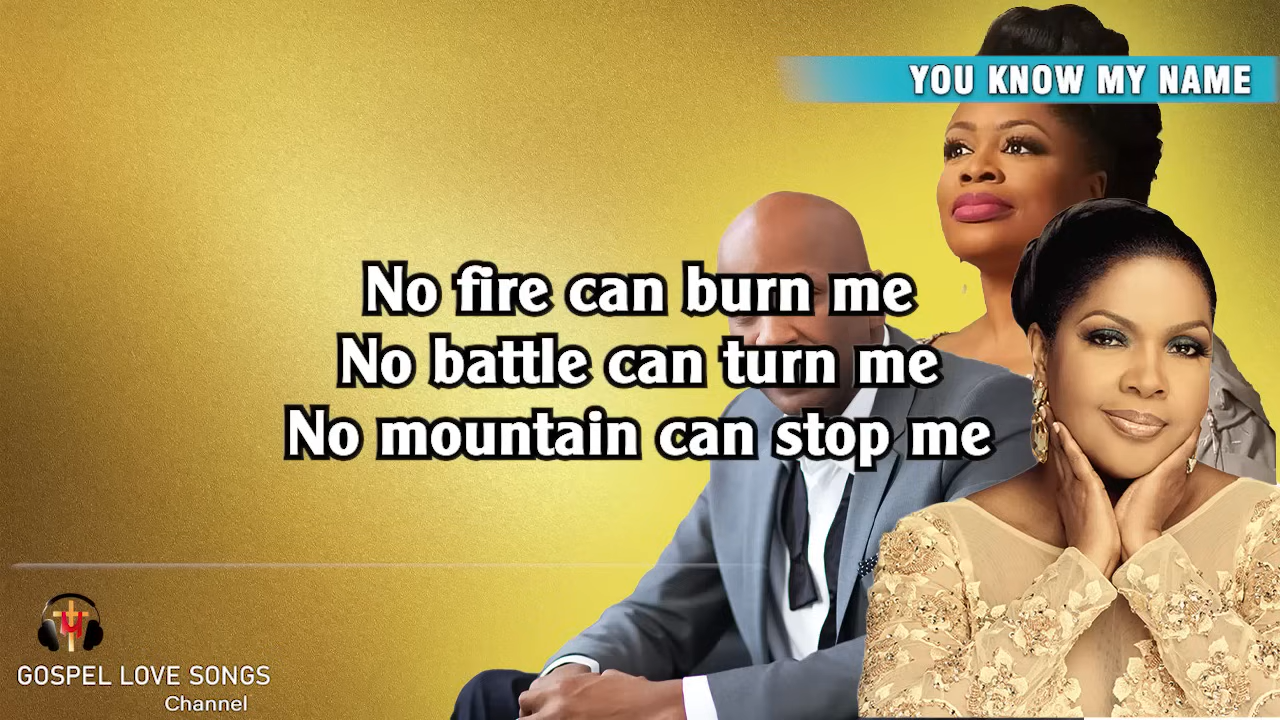 YOU KNOW MY NAME
No fire can burn me
No battle can turn me
No mountain can stop me
GOSPEL LOVE SONGS
Channel